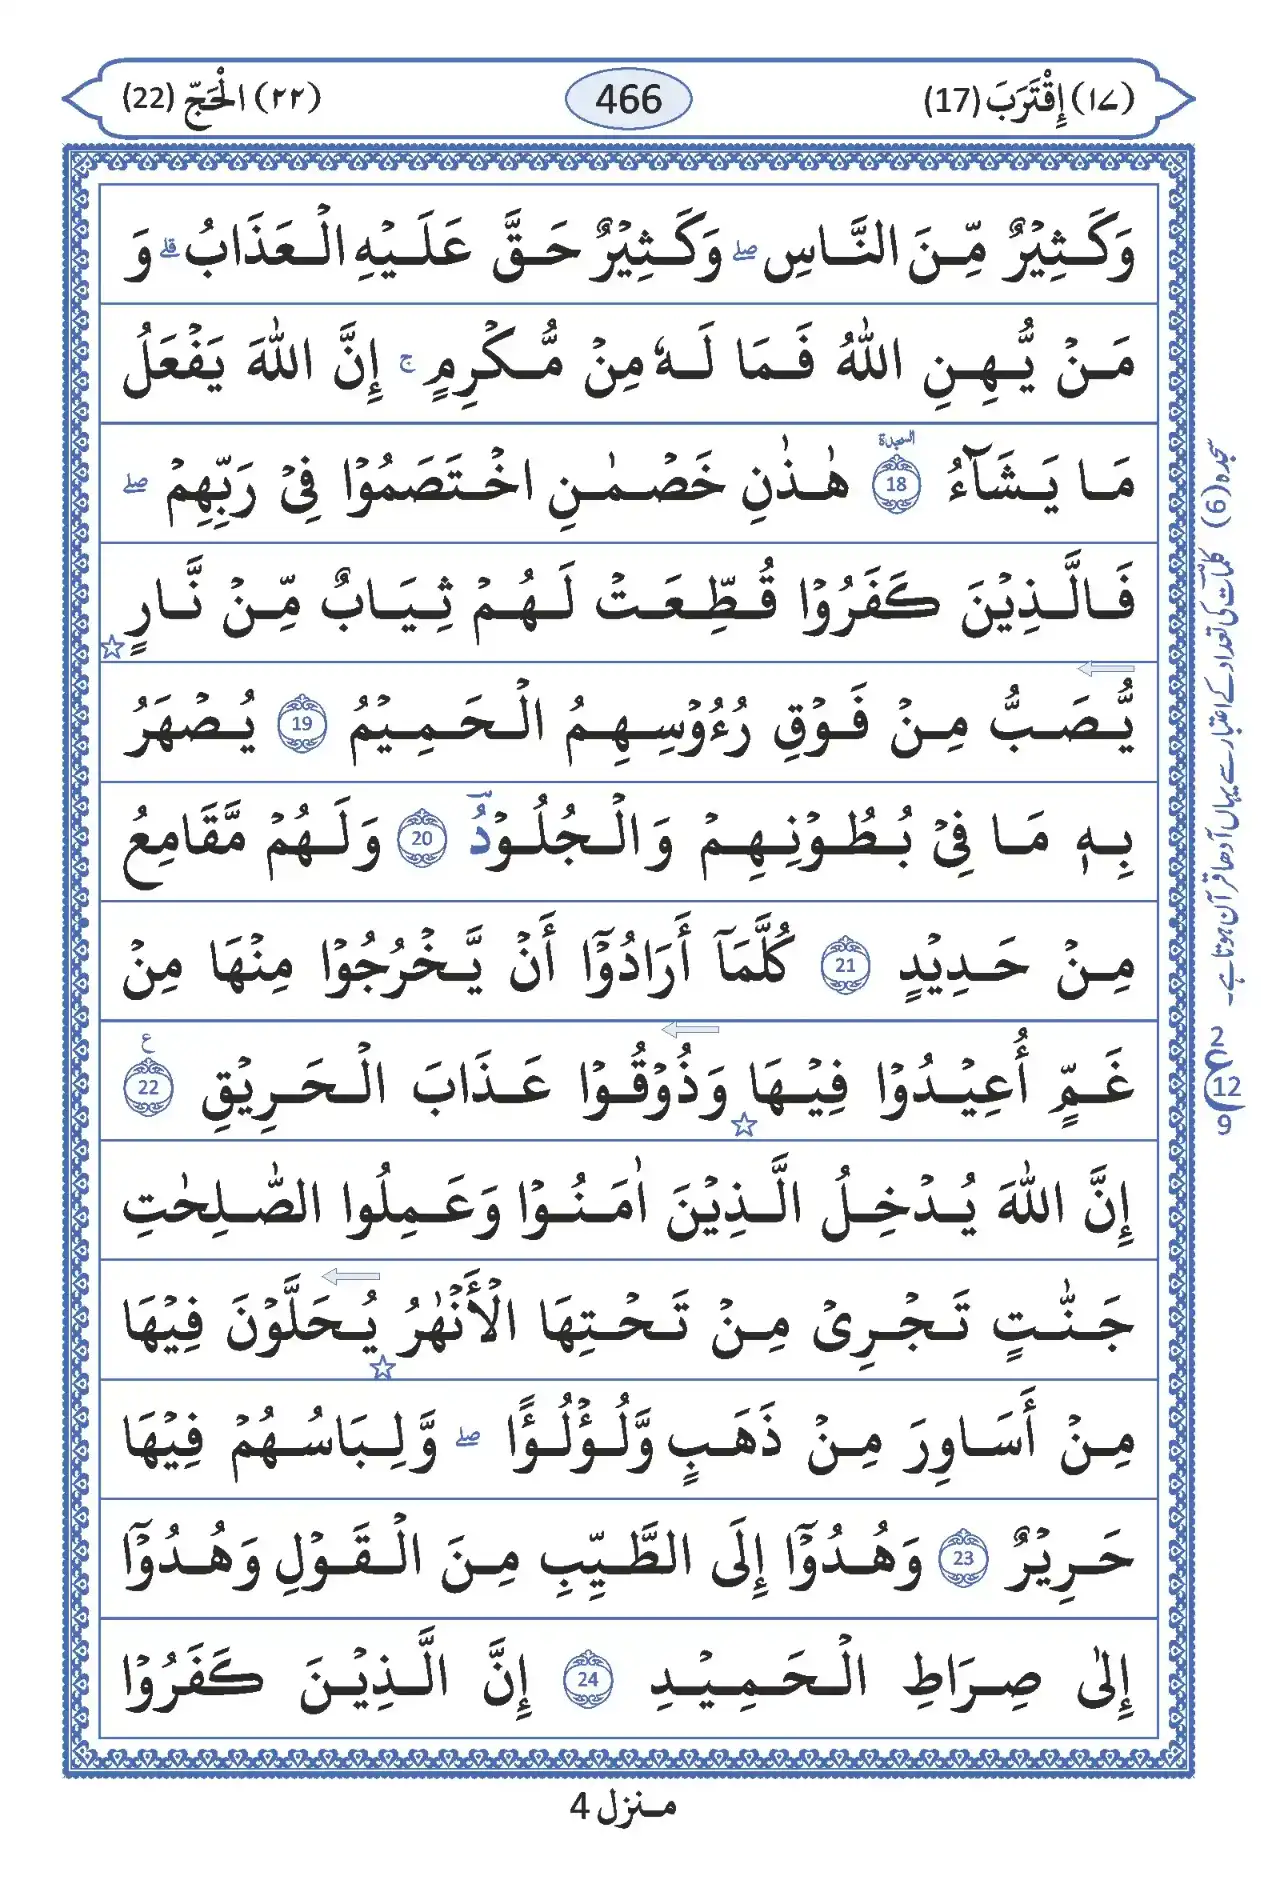 (١٧) إِقْتَرَبَ (17) 466 (٢٢) الْحَجّ (22)
وَكَثِيْرٌ مِّنَ النَّاسِ ۖ وَكَثِيْرٌ حَقَّ عَلَيْهِ الْعَذَابُ ۗ وَ
مَنْ يُّهِنِ اللّٰهُ فَمَا لَهٗ مِنْ مُّكْرِمٍ ۚ إِنَّ اللّٰهَ يَفْعَلُ
مَا يَشَآءُ السجدة 18 هٰذٰنِ خَصْمٰنِ اخْتَصَمُوْا فِيْ رَبِّهِمْ ۖ
فَالَّذِيْنَ كَفَرُوْا قُطِّعَتْ لَهُمْ ثِيَابٌ مِّنْ نَّارٍ ☆
يُّصَبُّ مِنْ فَوْقِ رُءُوْسِهِمُ الْحَمِيْمُ 19 يُصْهَرُ
بِهٖ مَا فِيْ بُطُوْنِهِمْ وَالْجُلُوْدُ 20 وَلَهُمْ مَّقَامِعُ
مِنْ حَدِيْدٍ 21 كُلَّمَآ أَرَادُوْٓا أَنْ يَّخْرُجُوْا مِنْهَا مِنْ
غَمٍّ أُعِيْدُوْا فِيْهَا ☆ وَذُوْقُوْا عَذَابَ الْحَرِيْقِ ع 22
إِنَّ اللّٰهَ يُدْخِلُ الَّذِيْنَ اٰمَنُوْا وَعَمِلُوا الصّٰلِحٰتِ
جَنّٰتٍ تَجْرِيْ مِنْ تَحْتِهَا الْأَنْهٰرُ ☆ يُحَلَّوْنَ فِيْهَا
مِنْ أَسَاوِرَ مِنْ ذَهَبٍ وَّلُؤْلُؤًا ۖ وَّلِبَاسُهُمْ فِيْهَا
حَرِيْرٌ 23 وَهُدُوْٓا إِلَى الطَّيِّبِ مِنَ الْقَوْلِ وَهُدُوْٓا
إِلٰى صِرَاطِ الْحَمِيْدِ 24 إِنَّ الَّذِيْنَ كَفَرُوْا
سجدہ (6) کلمات کی تعداد کے اعتبار سے یہاں آدھا قرآن ہوتا ہے۔
2
12
9
منزل 4